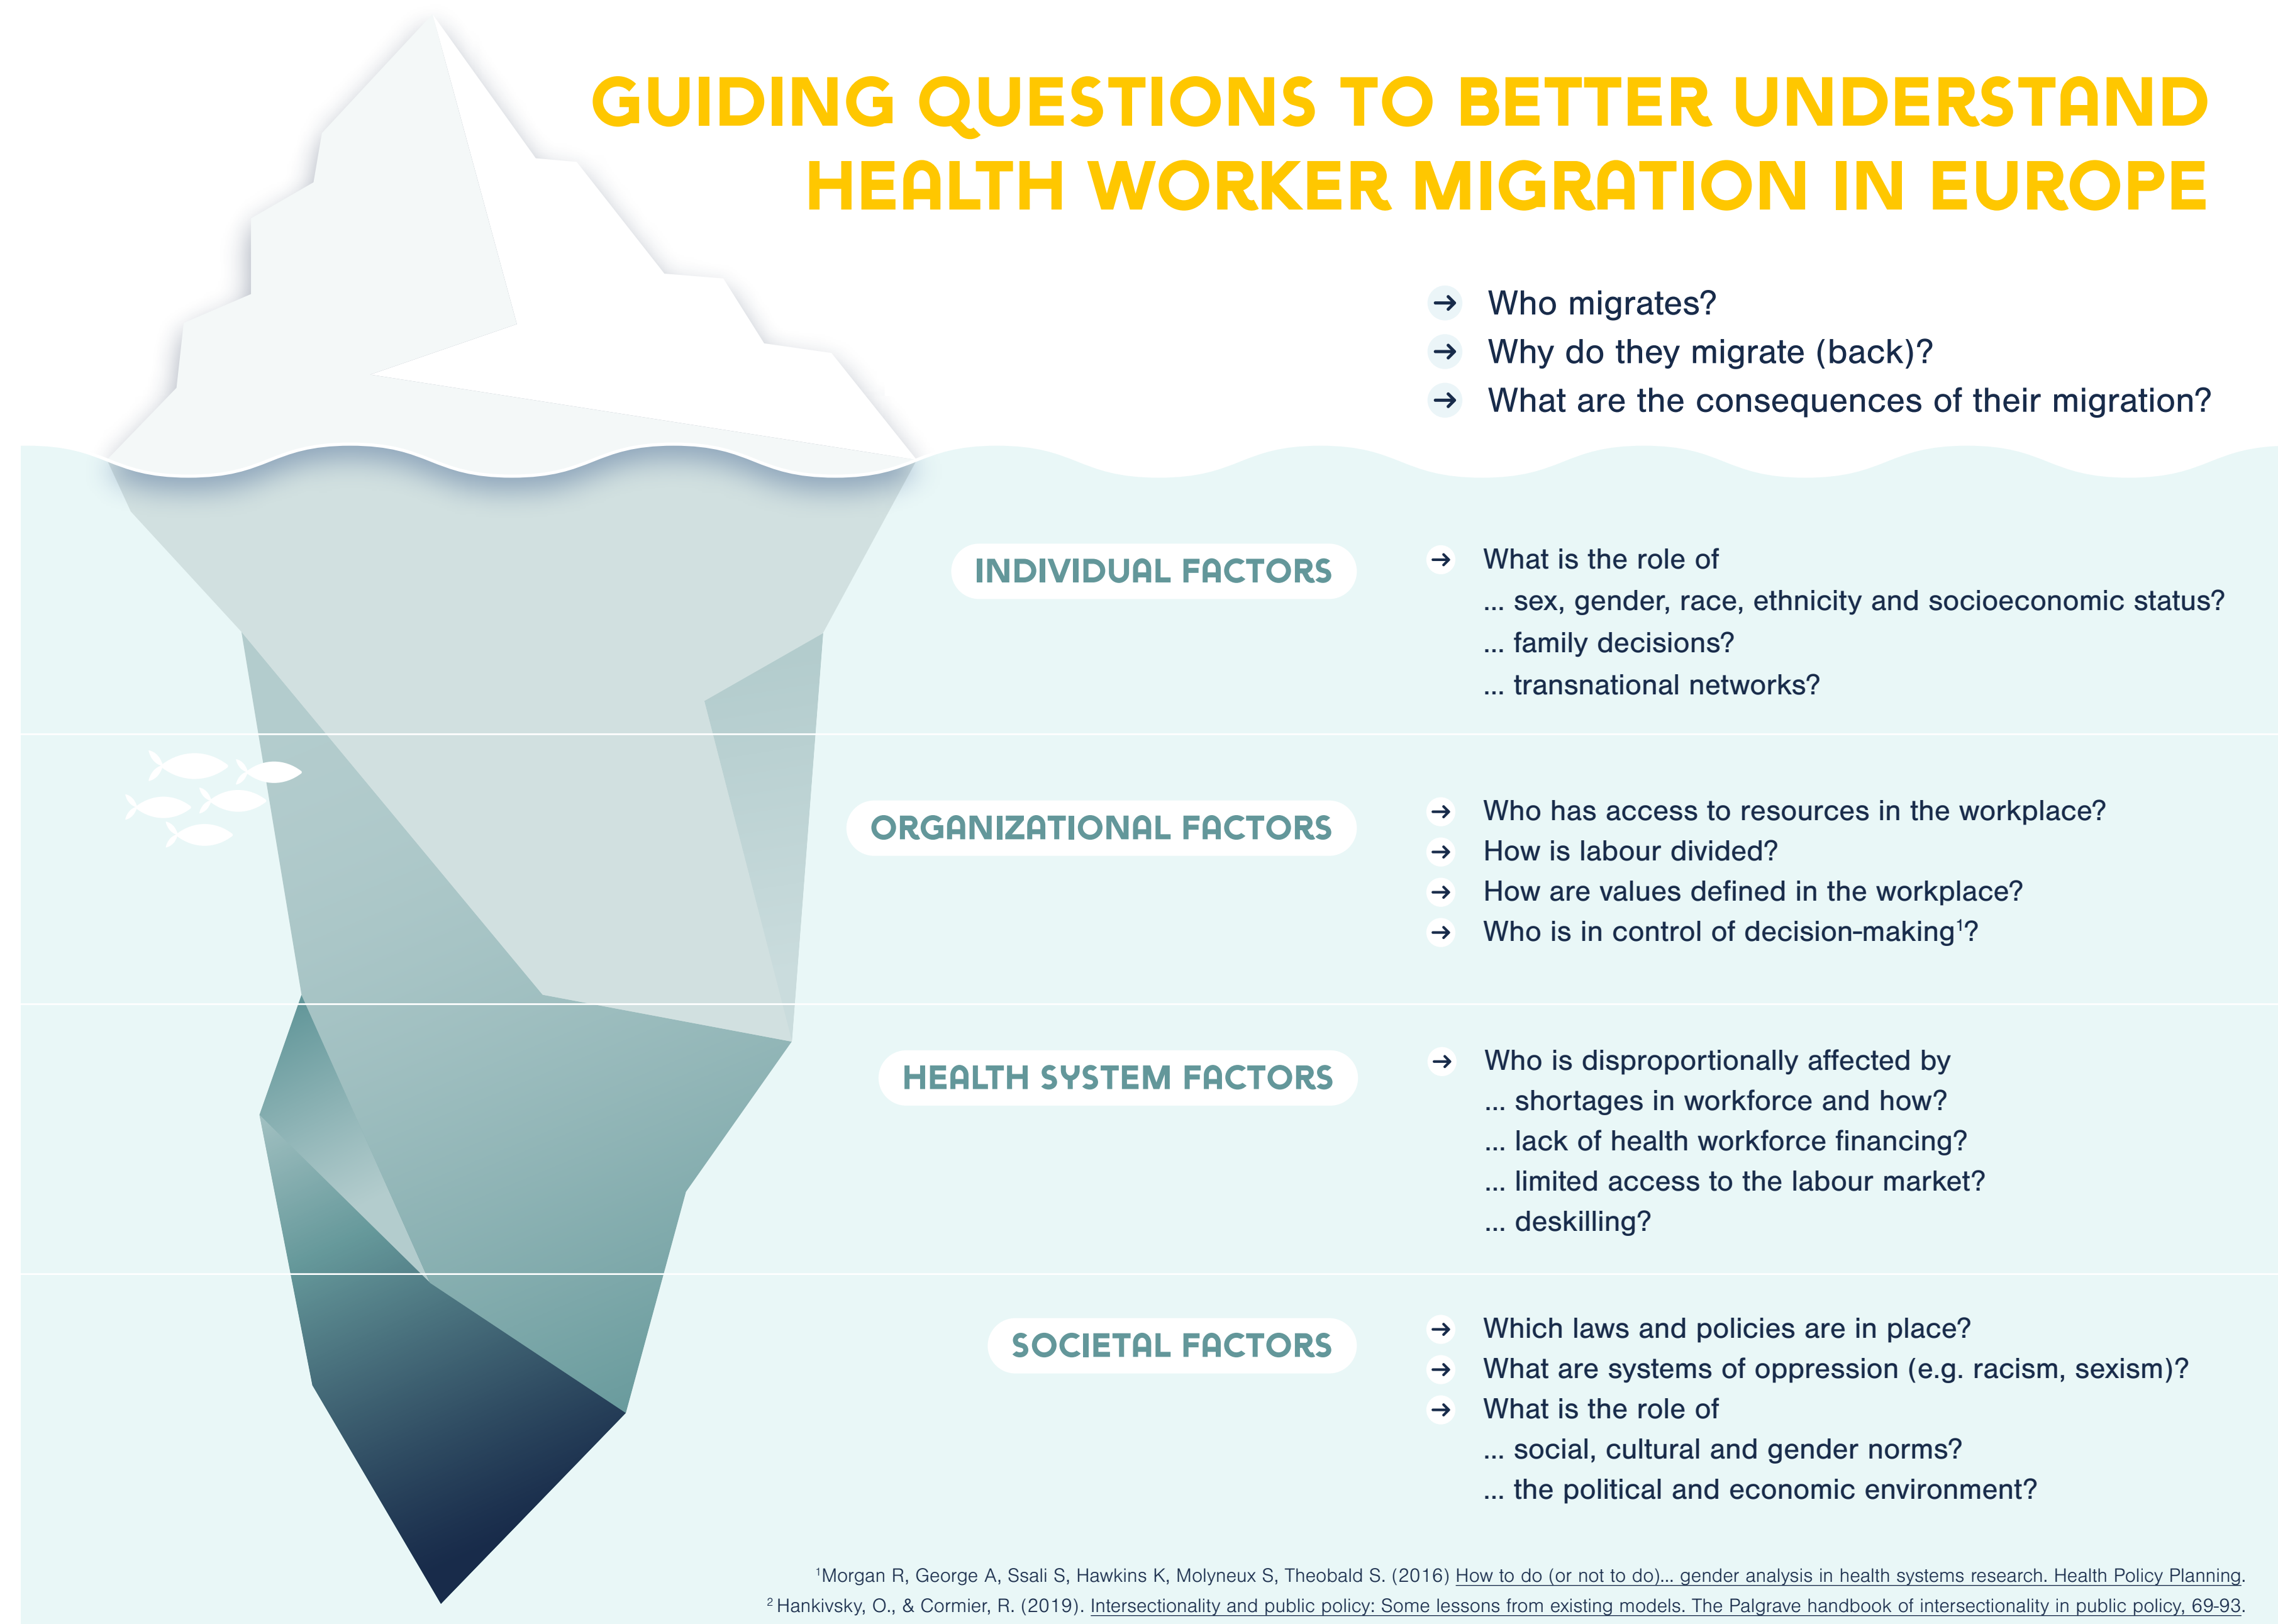 GUIDING QUESTIONS TO BETTER UNDERSTAND
HEALTH WORKER MIGRATION IN EUROPE
→ Who migrates?
→ Why do they migrate (back)?
→ What are the consequences of their migration?
INDIVIDUAL FACTORS
→ What is the role of
... sex, gender, race, ethnicity and socioeconomic status?
... family decisions?
... transnational networks?
ORGANIZATIONAL FACTORS
→ Who has access to resources in the workplace?
→ How is labour divided?
→ How are values defined in the workplace?
→ Who is in control of decision-making¹?
HEALTH SYSTEM FACTORS
→ Who is disproportionally affected by
... shortages in workforce and how?
... lack of health workforce financing?
... limited access to the labour market?
... deskilling?
SOCIETAL FACTORS
→ Which laws and policies are in place?
→ What are systems of oppression (e.g. racism, sexism)?
→ What is the role of
... social, cultural and gender norms?
... the political and economic environment?
¹Morgan R, George A, Ssali S, Hawkins K, Molyneux S, Theobald S. (2016) How to do (or not to do)... gender analysis in health systems research. Health Policy Planning.
² Hankivsky, O., & Cormier, R. (2019). Intersectionality and public policy: Some lessons from existing models. The Palgrave handbook of intersectionality in public policy, 69-93.